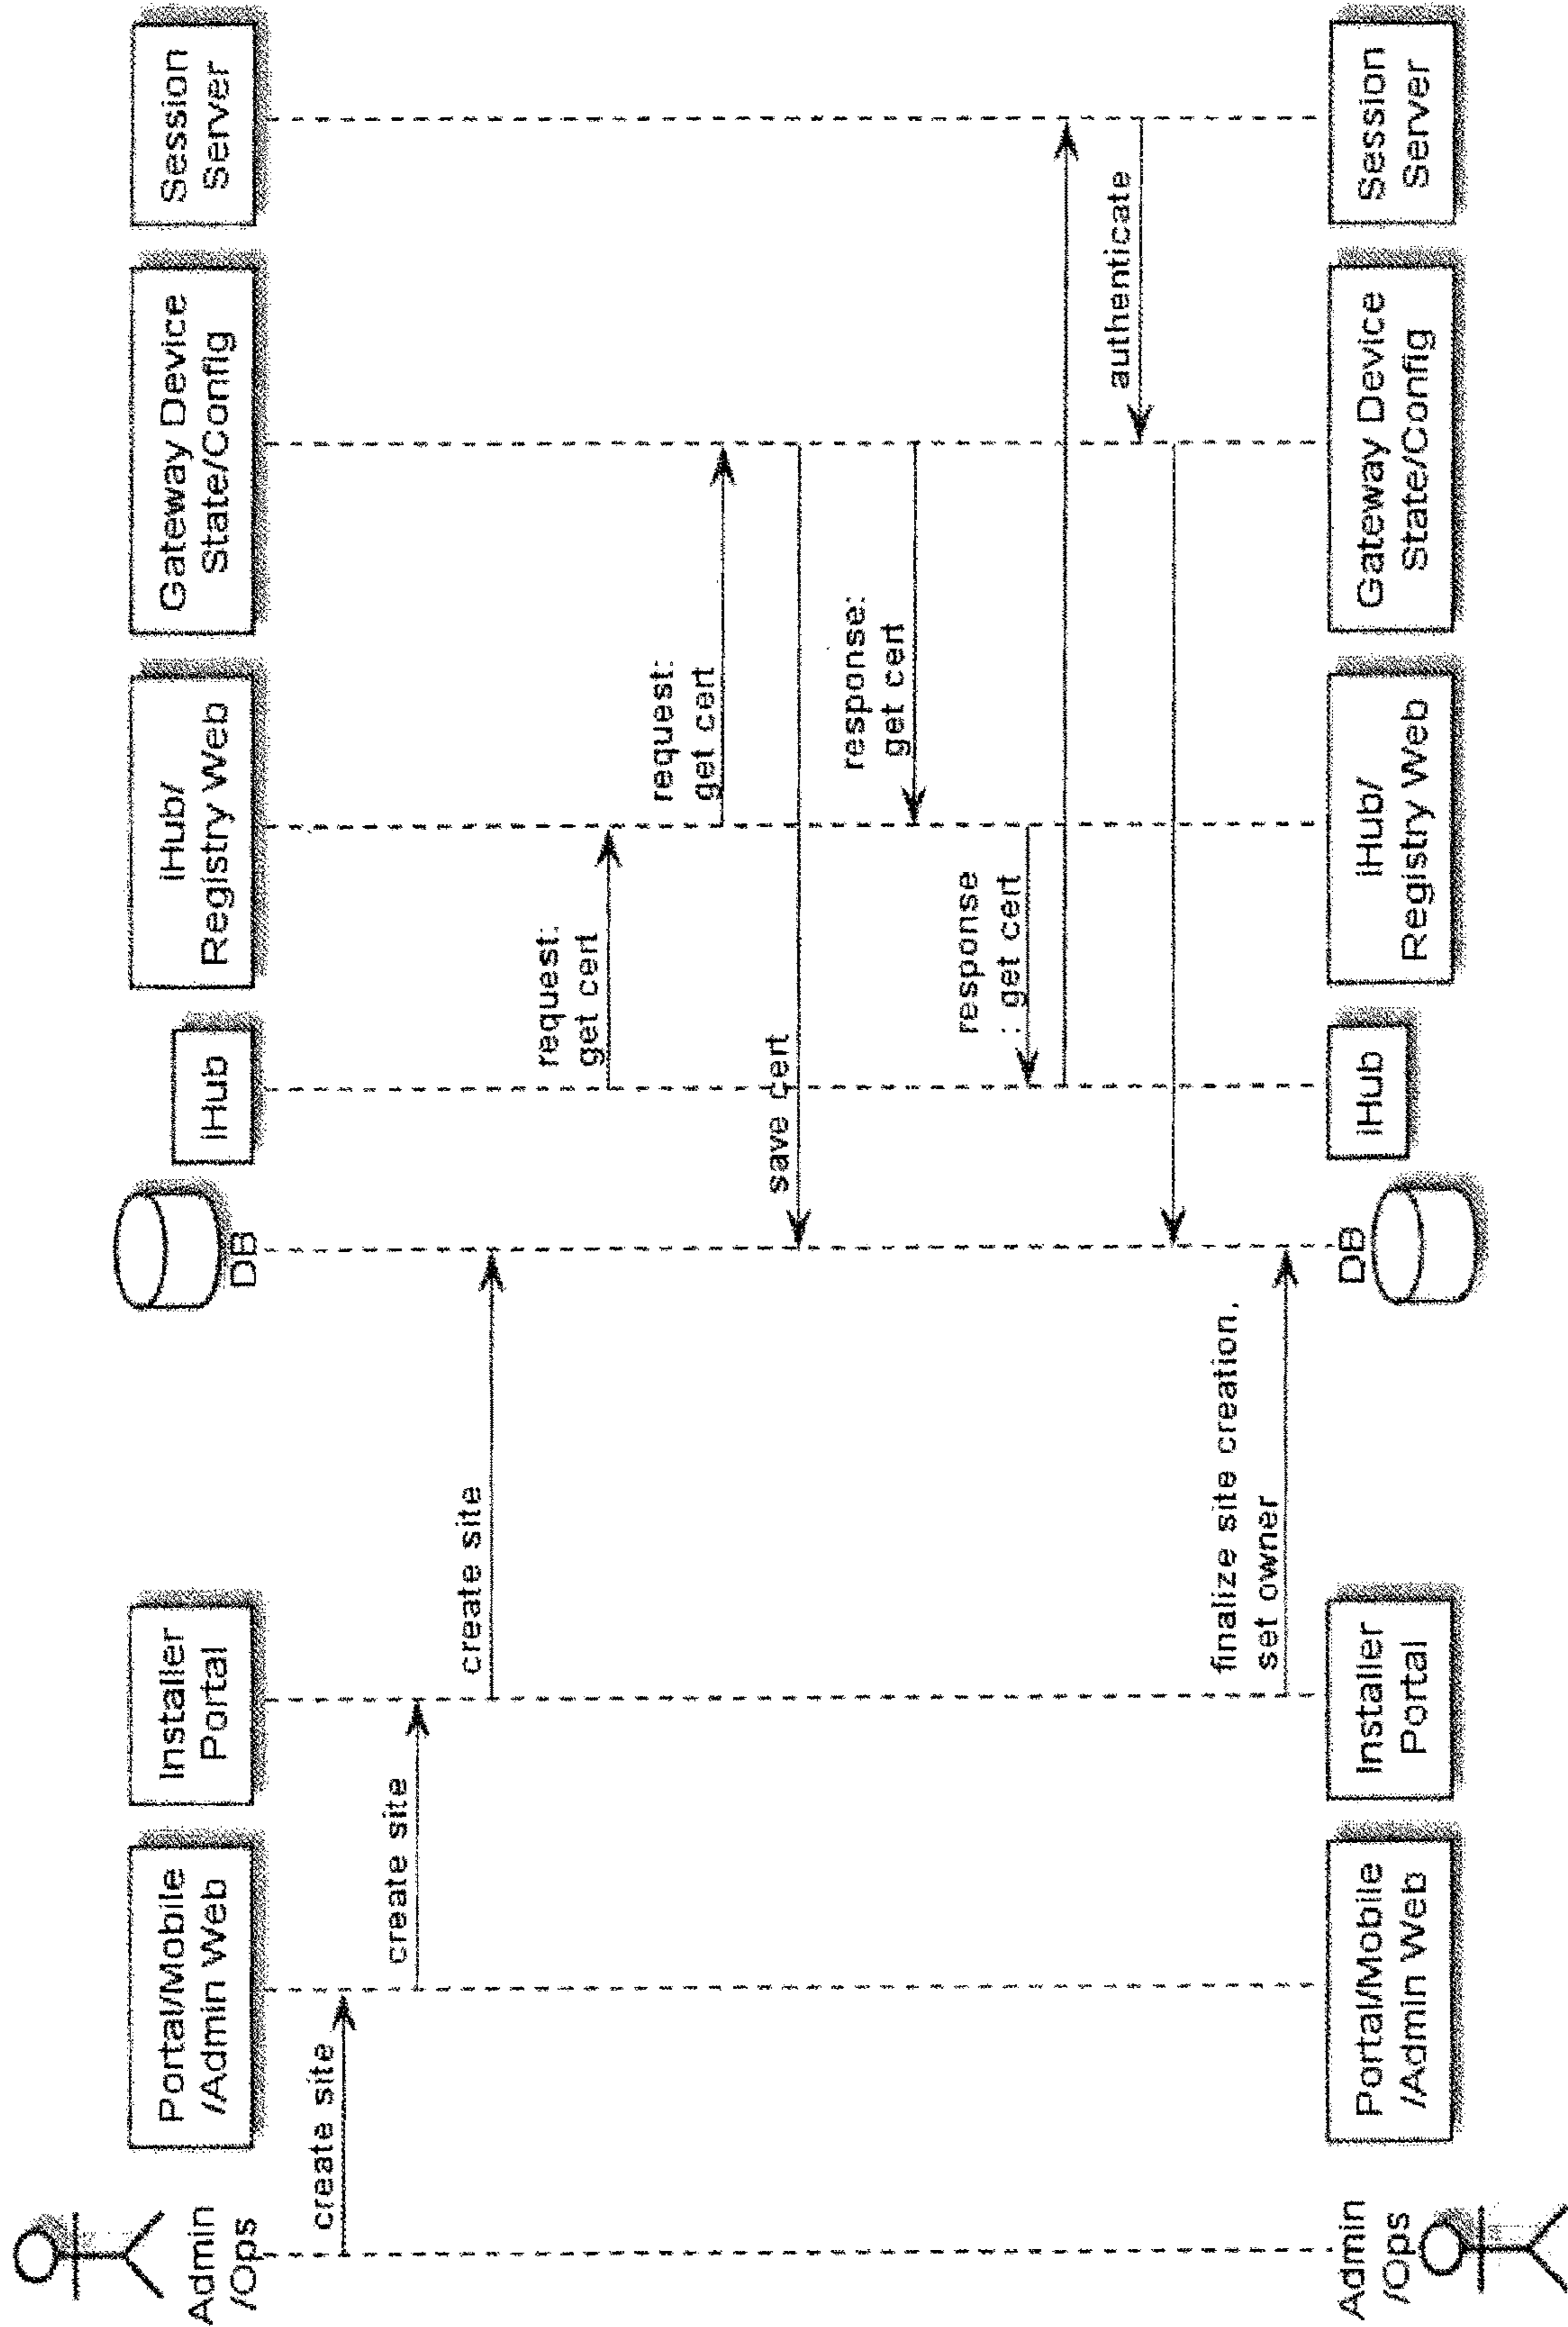 Admin
/Ops
Portal/Mobile
/Admin Web
Installer
Portal
DB
iHub
iHub/
Registry Web
Gateway Device
State/Config
Session
Server
create site
create site
create site
request:
get cert
request:
get cert
save cert
response:
get cert
response
: get cert
authenticate
finalize site creation,
set owner
Admin
/Ops
Portal/Mobile
/Admin Web
Installer
Portal
DB
iHub
iHub/
Registry Web
Gateway Device
State/Config
Session
Server